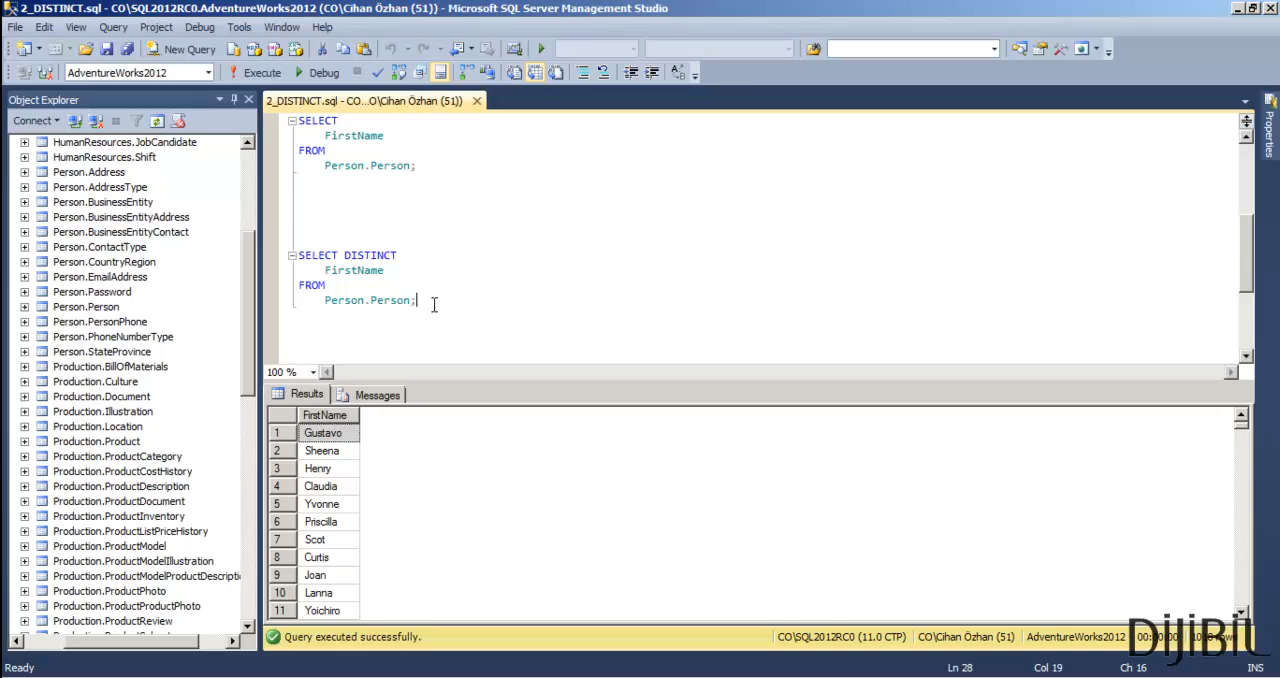 2_DISTINCT.sql - CO\SQL2012RC0.AdventureWorks2012 (CO\Cihan Özhan (51)) - Microsoft SQL Server Management Studio
File Edit View Query Project Debug Tools Window Help
New Query
AdventureWorks2012 Execute Debug
Object Explorer
Connect
HumanResources.JobCandidate
HumanResources.Shift
Person.Address
Person.AddressType
Person.BusinessEntity
Person.BusinessEntityAddress
Person.BusinessEntityContact
Person.ContactType
Person.CountryRegion
Person.EmailAddress
Person.Password
Person.Person
Person.PersonPhone
Person.PhoneNumberType
Person.StateProvince
Production.BillOfMaterials
Production.Culture
Production.Document
Production.Illustration
Production.Location
Production.Product
Production.ProductCategory
Production.ProductCostHistory
Production.ProductDescription
Production.ProductDocument
Production.ProductInventory
Production.ProductListPriceHistory
Production.ProductModel
Production.ProductModelIllustration
Production.ProductModelProductDescripti
Production.ProductPhoto
Production.ProductProductPhoto
Production.ProductReview
2_DISTINCT.sql - CO...O\Cihan Özhan (51))
SELECT
FirstName
FROM
Person.Person;
SELECT DISTINCT
FirstName
FROM
Person.Person;
100 %
Results Messages
FirstName
1 Gustavo
2 Sheena
3 Henry
4 Claudia
5 Yvonne
6 Priscilla
7 Scot
8 Curtis
9 Joan
10 Lanna
11 Yoichiro
Query executed successfully.
CO\SQL2012RC0 (11.0 CTP) CO\Cihan Özhan (51) AdventureWorks2012
DijiBil
Ready
Ln 28 Col 19 Ch 16 INS
Properties